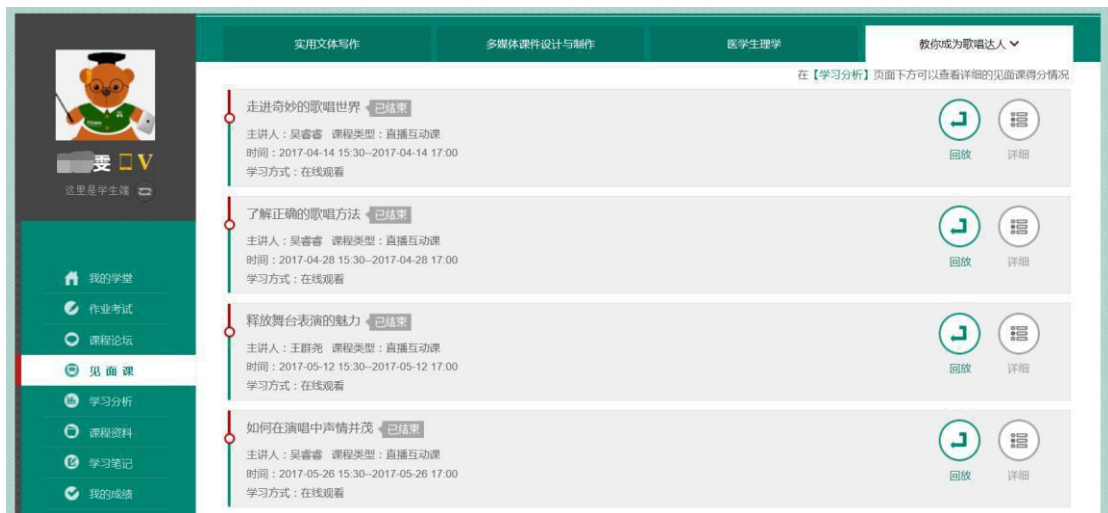 实用文体写作
多媒体课件设计与制作
医学生理学
教你成为歌唱达人
在【学习分析】页面下方可以查看详细的见面课得分情况
雯 V
这里是学生端
我的学堂
作业考试
课程论坛
见面课
学习分析
课程资料
学习笔记
我的成绩
走进奇妙的歌唱世界 已结束
主讲人：吴睿睿 课程类型：直播互动课
时间：2017-04-14 15:30--2017-04-14 17:00
学习方式：在线观看
回放 详细
了解正确的歌唱方法 已结束
主讲人：吴睿睿 课程类型：直播互动课
时间：2017-04-28 15:30--2017-04-28 17:00
学习方式：在线观看
回放 详细
释放舞台表演的魅力 已结束
主讲人：王群尧 课程类型：直播互动课
时间：2017-05-12 15:30--2017-05-12 17:00
学习方式：在线观看
回放 详细
如何在演唱中声情并茂 已结束
主讲人：吴睿睿 课程类型：直播互动课
时间：2017-05-26 15:30--2017-05-26 17:00
学习方式：在线观看
回放 详细